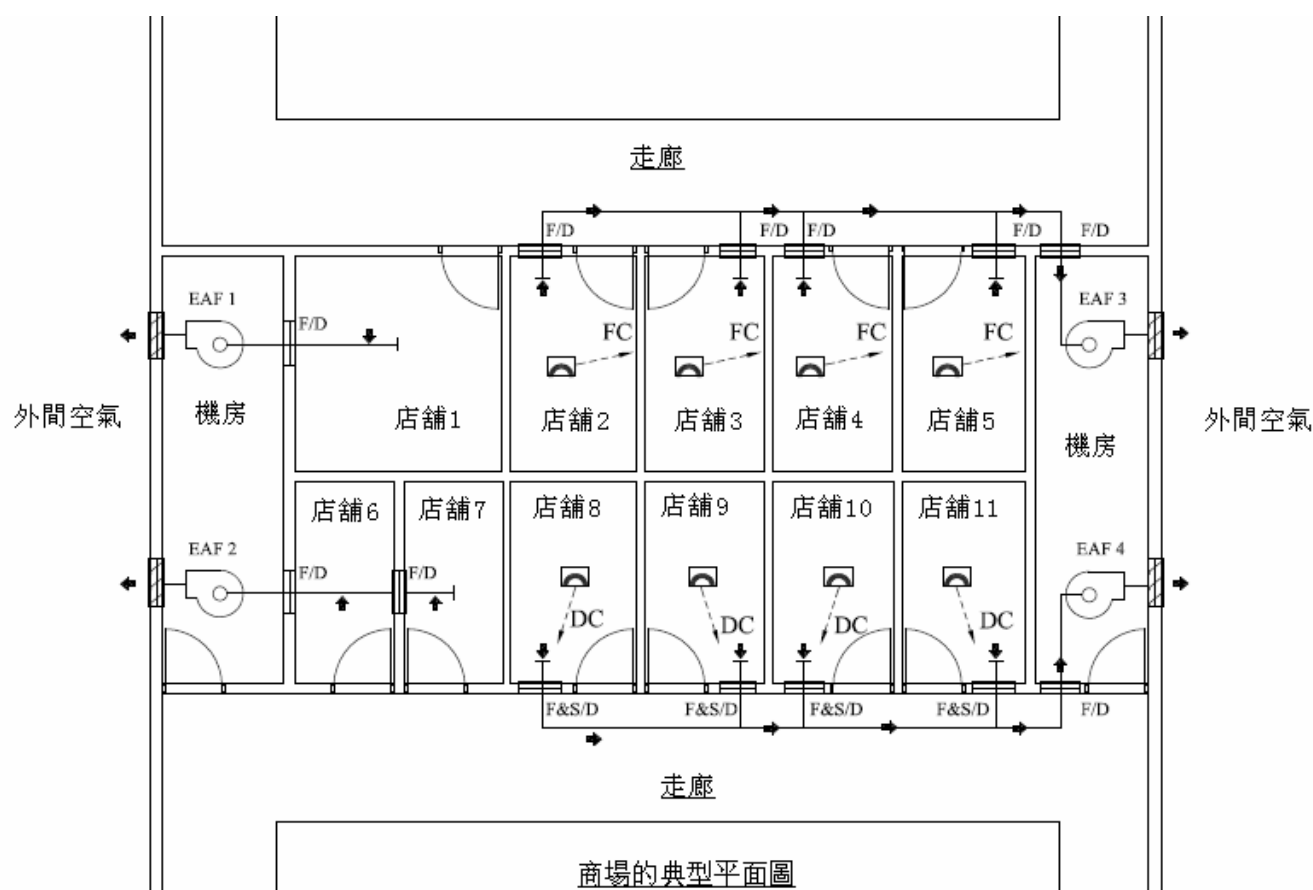 走廊
F/D
F/D
F/D
F/D
F/D
EAF 1
F/D
EAF 3
FC
FC
FC
FC
外間空氣
機房
店舖1
店舖2
店舖3
店舖4
店舖5
機房
外間空氣
店舖6
店舖7
店舖8
店舖9
店舖10
店舖11
EAF 2
F/D
F/D
EAF 4
DC
DC
DC
DC
F&S/D
F&S/D
F&S/D
F&S/D
F/D
走廊
商場的典型平面圖